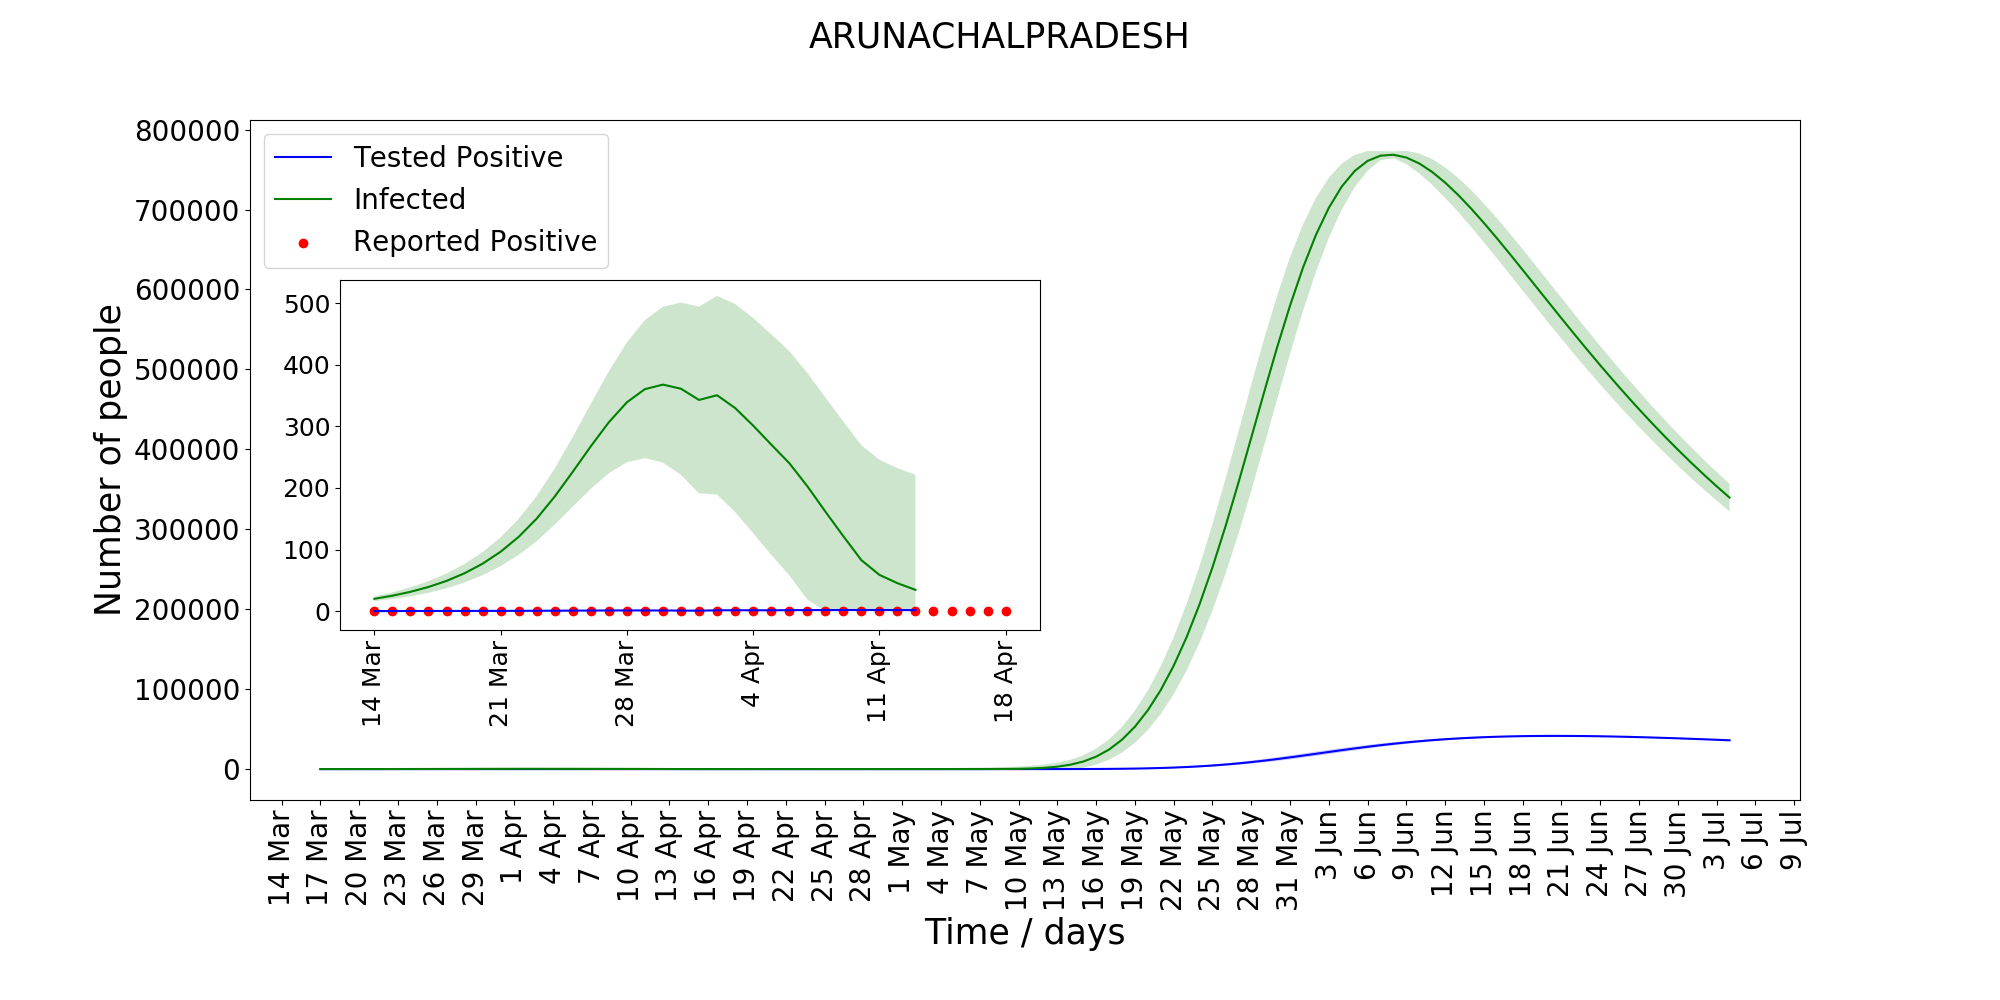 ARUNACHALPRADESH
Number of people
800000
700000
600000
500000
400000
300000
200000
100000
0
Tested Positive
Infected
Reported Positive
500
400
300
200
100
0
14 Mar
21 Mar
28 Mar
4 Apr
11 Apr
18 Apr
14 Mar
17 Mar
20 Mar
23 Mar
26 Mar
29 Mar
1 Apr
4 Apr
7 Apr
10 Apr
13 Apr
16 Apr
19 Apr
22 Apr
25 Apr
28 Apr
1 May
4 May
7 May
10 May
13 May
16 May
19 May
22 May
25 May
28 May
31 May
3 Jun
6 Jun
9 Jun
12 Jun
15 Jun
18 Jun
21 Jun
24 Jun
27 Jun
30 Jun
3 Jul
6 Jul
9 Jul
Time / days